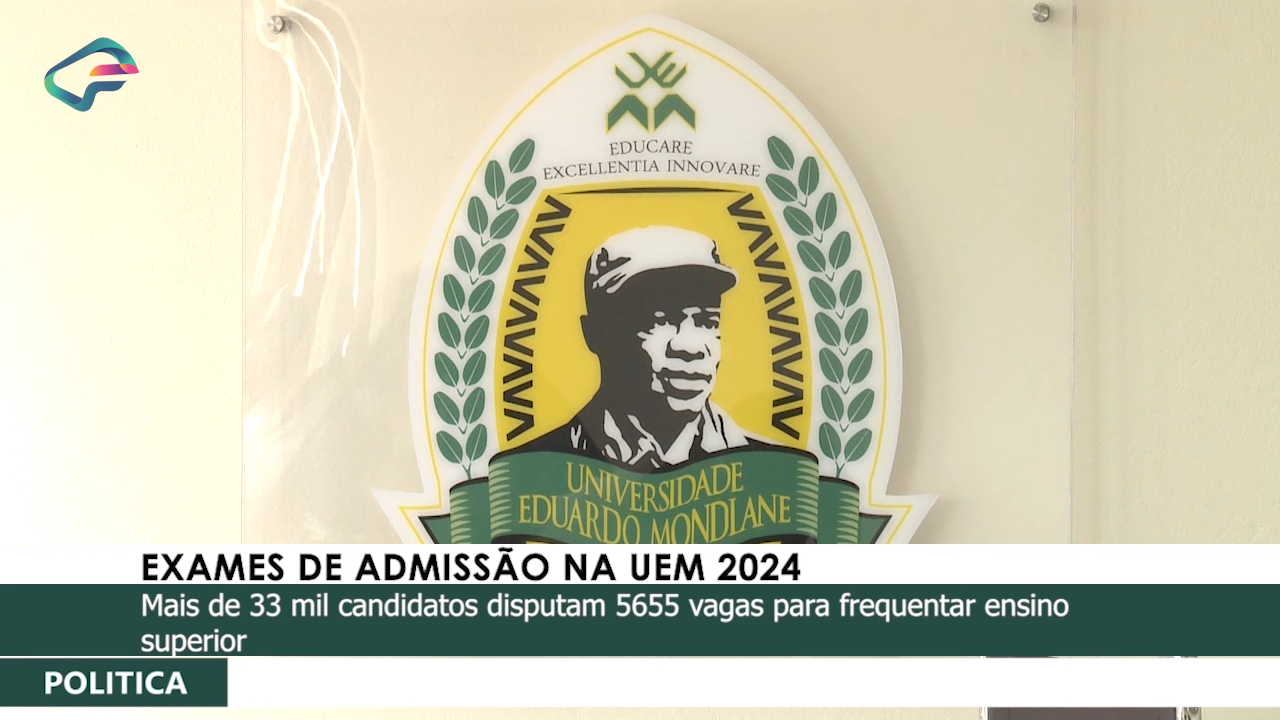 UEM
EDUCARE
EXCELLENTIA INNOVARE
UNIVERSIDADE
EDUARDO MONDLANE
EXAMES DE ADMISSÃO NA UEM 2024
Mais de 33 mil candidatos disputam 5655 vagas para frequentar ensino
superior
POLITICA